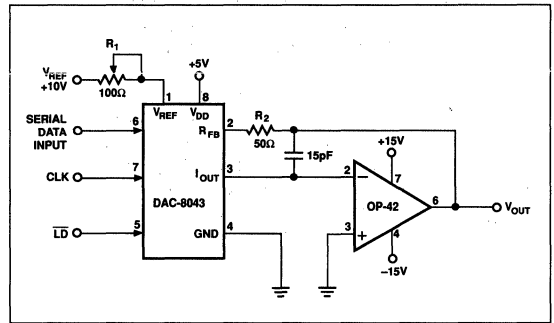 R1
+5V
VREF
+10V
100Ω
1
8
VREF
VDD
SERIAL
DATA
INPUT
6
RFB
2
R2
50Ω
15pF
+15V
7
CLK
7
IOUT
3
2
−
DAC-8043
OP-42
6
VOUT
LD
5
GND
4
3
+
4
−15V